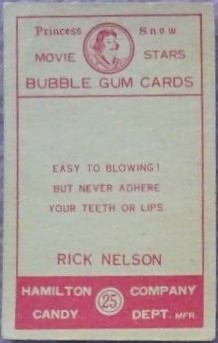 Princess Snow
MOVIE STARS
BUBBLE GUM CARDS
EASY TO BLOWING!
BUT NEVER ADHERE
YOUR TEETH OR LIPS.
RICK NELSON
HAMILTON COMPANY
25
CANDY DEPT. MFR.